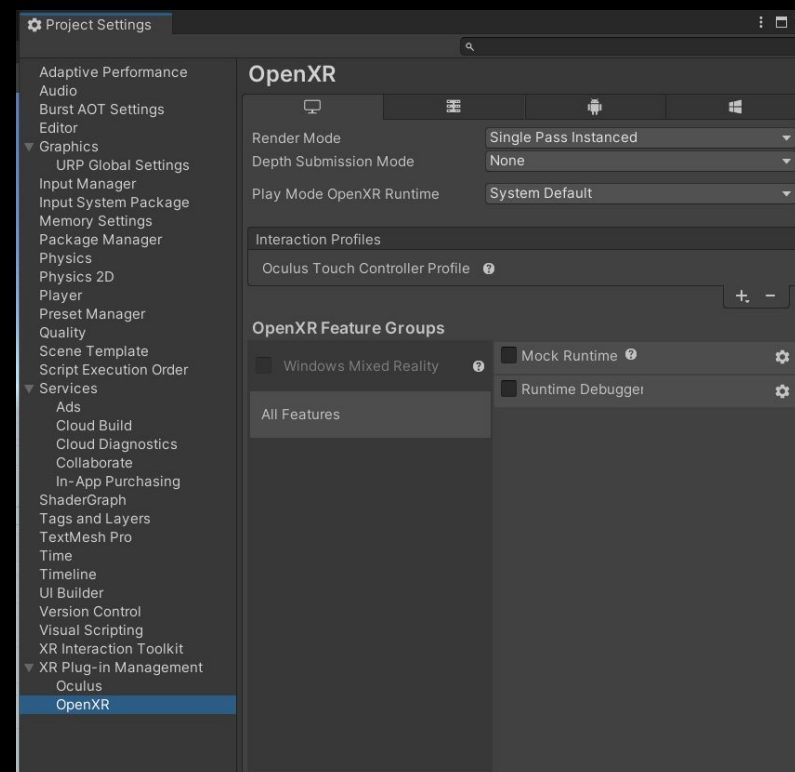 Project Settings
Adaptive Performance
Audio
Burst AOT Settings
Editor
Graphics
URP Global Settings
Input Manager
Input System Package
Memory Settings
Package Manager
Physics
Physics 2D
Player
Preset Manager
Quality
Scene Template
Script Execution Order
Services
Ads
Cloud Build
Cloud Diagnostics
Collaborate
In-App Purchasing
ShaderGraph
Tags and Layers
TextMesh Pro
Time
Timeline
UI Builder
Version Control
Visual Scripting
XR Interaction Toolkit
XR Plug-in Management
Oculus
OpenXR
OpenXR
Render Mode Single Pass Instanced
Depth Submission Mode None
Play Mode OpenXR Runtime System Default
Interaction Profiles
Oculus Touch Controller Profile
OpenXR Feature Groups
Windows Mixed Reality
All Features
Mock Runtime
Runtime Debugger